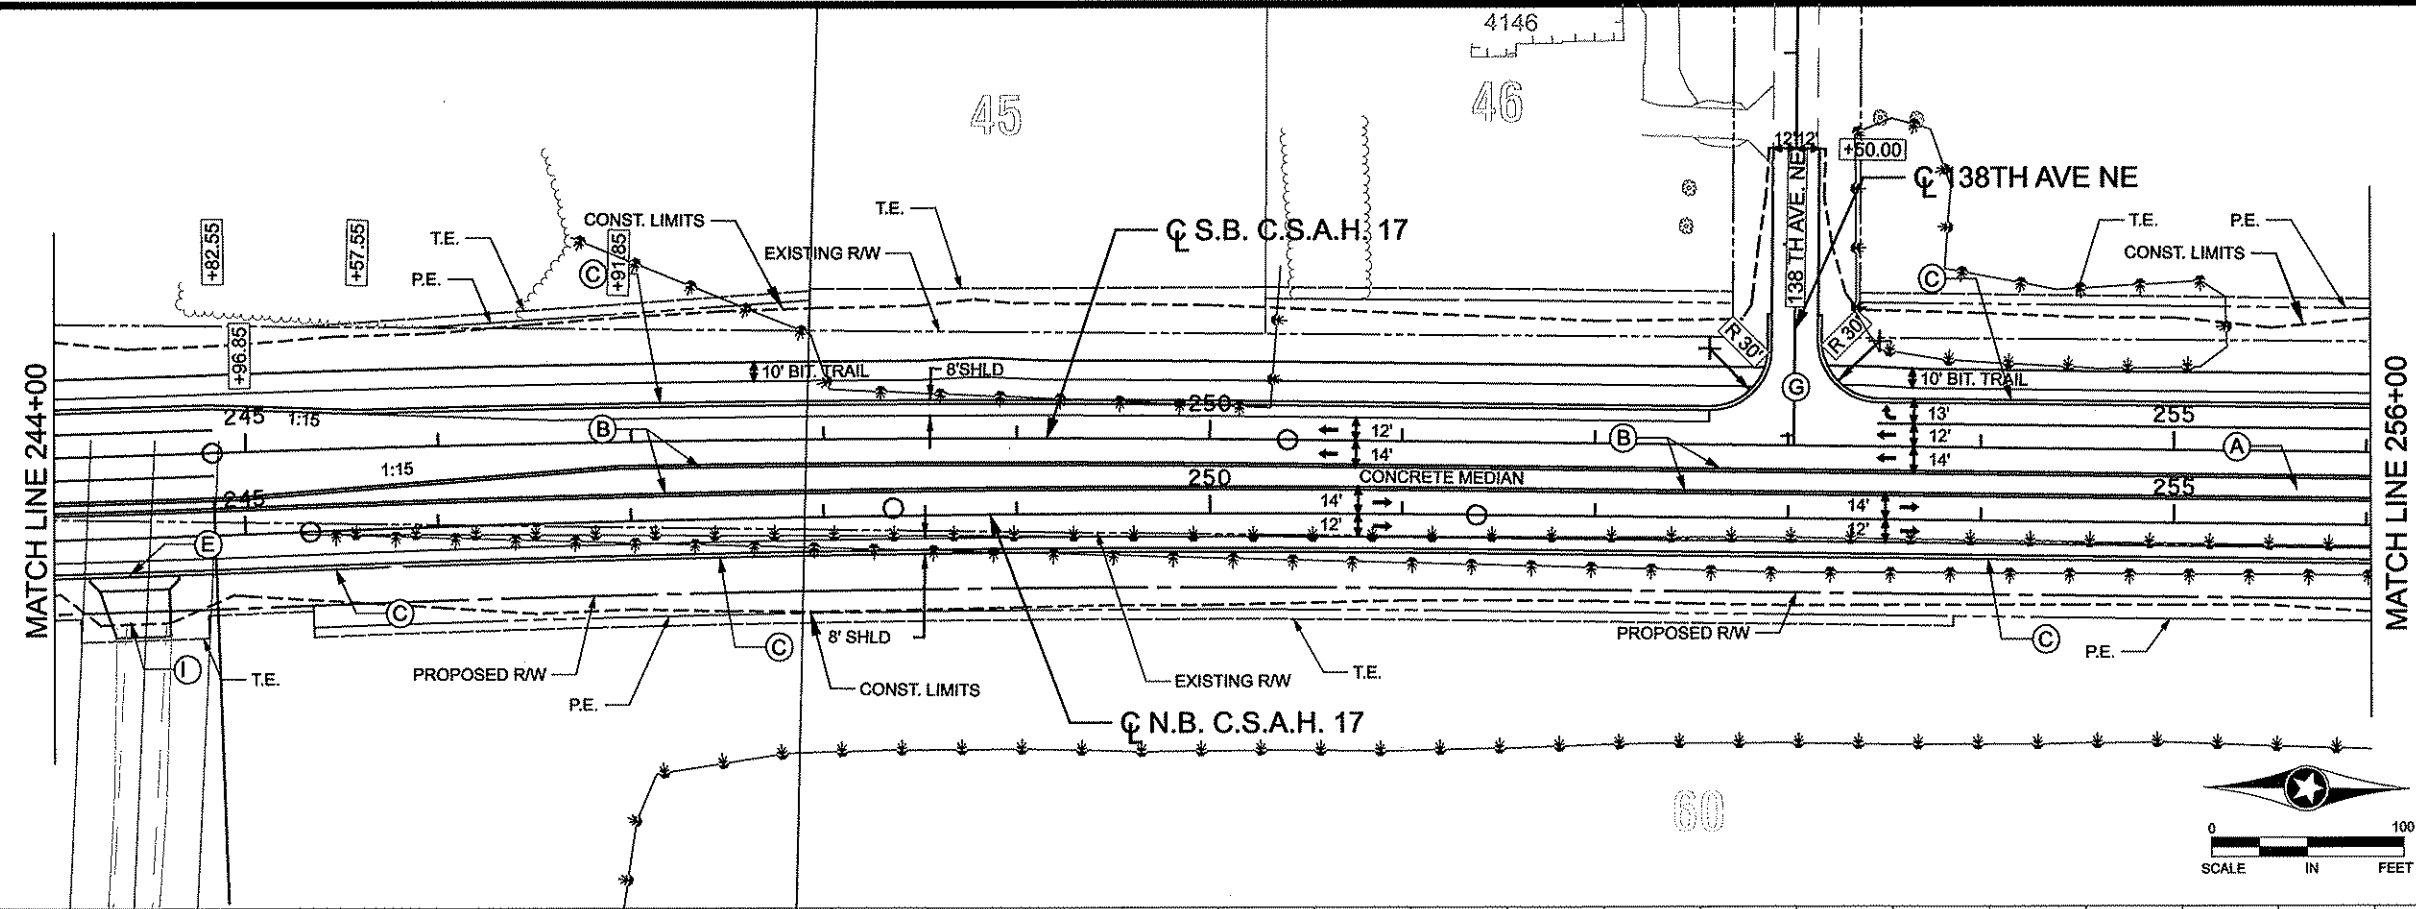 4146
45
46
12'
12'
+50.00
℄ 138TH AVE NE
138 TH AVE. NE
+82.55
+57.55
T.E.
C
+91.85
CONST. LIMITS
T.E.
℄ S.B. C.S.A.H. 17
EXISTING R/W
P.E.
T.E.
P.E.
CONST. LIMITS
C
+96.85
R 30'
R 30'
10' BIT. TRAIL
8'SHLD
G
10' BIT. TRAIL
MATCH LINE 244+00
MATCH LINE 256+00
245
1:15
B
250
12'
14'
B
13'
12'
14'
255
A
1:15
245
250
CONCRETE MEDIAN
255
14'
12'
14'
12'
E
C
C
8' SHLD
PROPOSED R/W
C
I
T.E.
PROPOSED R/W
P.E.
CONST. LIMITS
EXISTING R/W
T.E.
P.E.
℄ N.B. C.S.A.H. 17
60
0
100
SCALE IN FEET